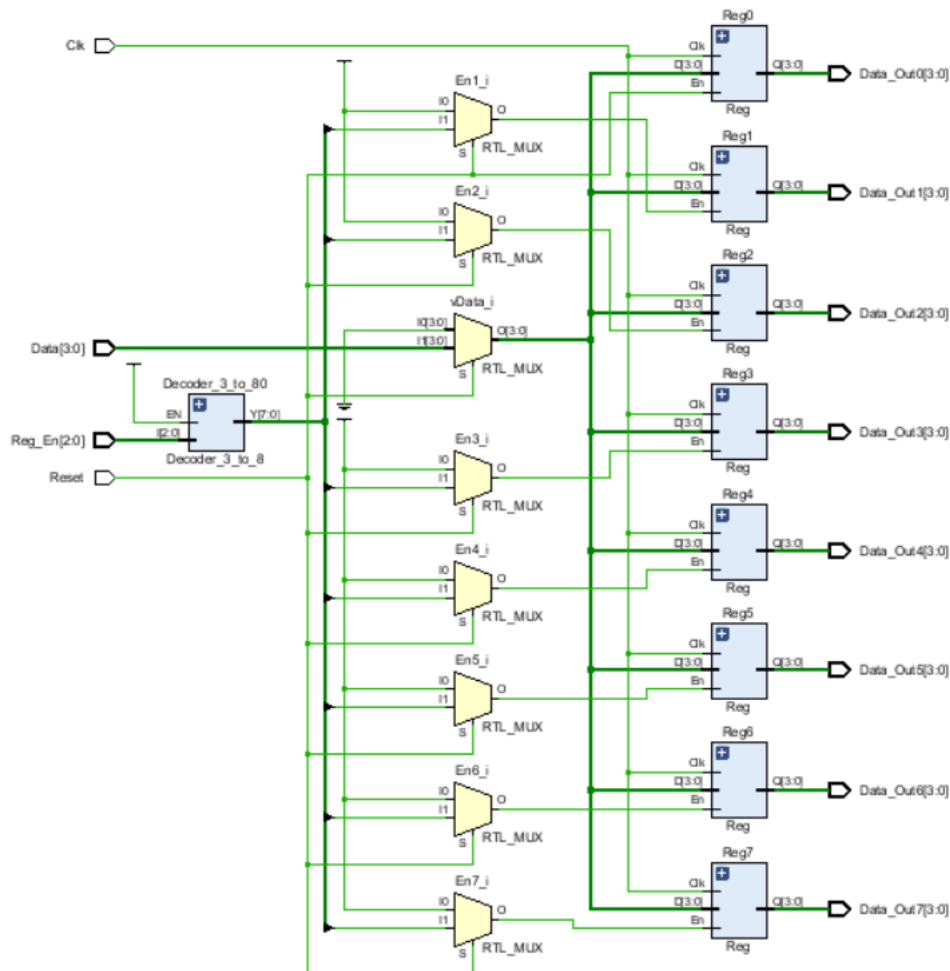 Reg0
Clk
Clk
D[3:0]
Q[3:0]
Data_Out0[3:0]
En
Reg
En1_i
I0
O
I1
S
RTL_MUX
Reg1
Clk
D[3:0]
Q[3:0]
Data_Out1[3:0]
En
Reg
En2_i
I0
O
I1
S
RTL_MUX
Reg2
Clk
D[3:0]
Q[3:0]
Data_Out2[3:0]
En
Reg
vData_i
I0[3:0]
O[3:0]
I1[3:0]
S
RTL_MUX
Data[3:0]
Decoder_3_to_80
EN
Y[7:0]
I[2:0]
Reg_En[2:0]
Decoder_3_to_8
Reset
Reg3
Clk
D[3:0]
Q[3:0]
Data_Out3[3:0]
En
Reg
En3_i
I0
O
I1
S
RTL_MUX
Reg4
Clk
D[3:0]
Q[3:0]
Data_Out4[3:0]
En
Reg
En4_i
I0
O
I1
S
RTL_MUX
Reg5
Clk
D[3:0]
Q[3:0]
Data_Out5[3:0]
En
Reg
En5_i
I0
O
I1
S
RTL_MUX
Reg6
Clk
D[3:0]
Q[3:0]
Data_Out6[3:0]
En
Reg
En6_i
I0
O
I1
S
RTL_MUX
Reg7
Clk
D[3:0]
Q[3:0]
Data_Out7[3:0]
En
Reg
En7_i
I0
O
I1
S
RTL_MUX